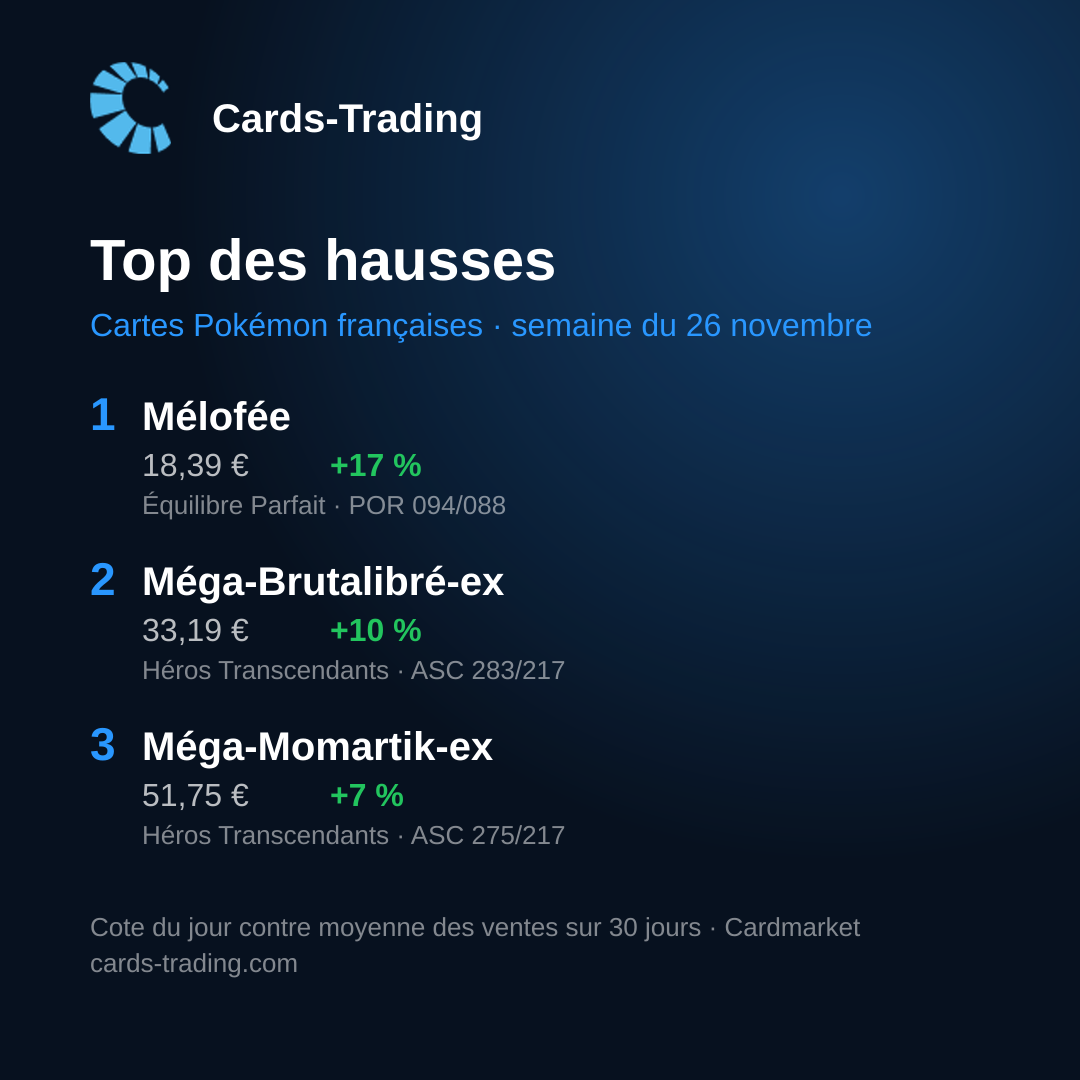 Cards-Trading
Top des hausses
Cartes Pokémon françaises · semaine du 26 novembre
1 Mélofée
18,39 € +17 %
Équilibre Parfait · POR 094/088
2 Méga-Brutalibré-ex
33,19 € +10 %
Héros Transcendants · ASC 283/217
3 Méga-Momartik-ex
51,75 € +7 %
Héros Transcendants · ASC 275/217
Cote du jour contre moyenne des ventes sur 30 jours · Cardmarket
cards-trading.com